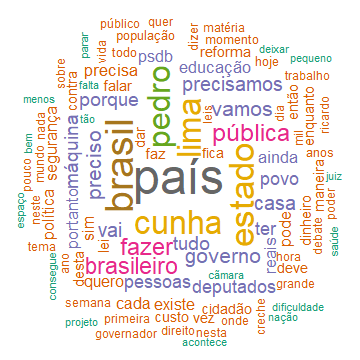 público quer dizer matéria
parar vida população momento
todo psdb reforma deixar
sobre precisa educação hoje pequeno
falta falar precisamos trabalho
menos contra porque vamos então enquanto ricardo
tão dar pedro lima pública leis dia mil
nada segurança máquina preciso brasil faz fica ainda anos juiz
bem pouco mundo política país estado povo maneira
espaço neste portanto cunha casa pode dinheiro debate poder saúde
sim vai fazer tudo ter reais
tema lei governo hora
consegue ano desta brasileiro câmara deve
quero pessoas deputados grande
semana cada existe cidadão dificuldade
projeto primeira custo vez onde creche nação
governador direito nesta
acontece